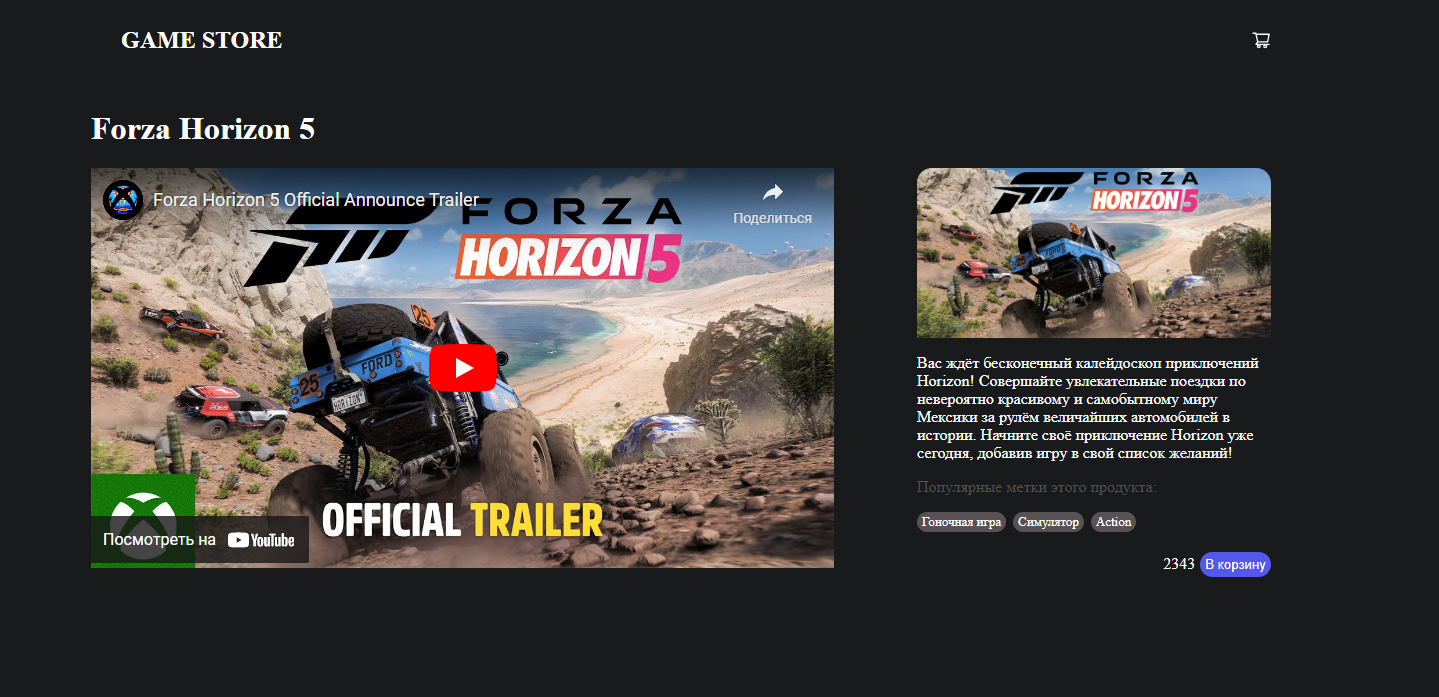 GAME STORE
Forza Horizon 5
Forza Horizon 5 Official Announce Trailer
Поделиться
FORZA
HORIZON 5
25
FORD
25
HORIZON
2069
OFFICIAL TRAILER
Посмотреть на YouTube
FORZA
HORIZON 5
Вас ждёт бесконечный калейдоскоп приключений
Horizon! Совершайте увлекательные поездки по
невероятно красивому и самобытному миру
Мексики за рулём величайших автомобилей в
истории. Начните своё приключение Horizon уже
сегодня, добавив игру в свой список желаний!
Популярные метки этого продукта:
Гоночная игра Симулятор Action
2343 В корзину